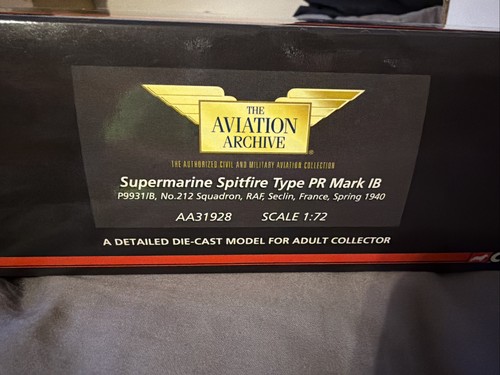 THE
AVIATION
ARCHIVE
THE AUTHORIZED CIVIL AND MILITARY AVIATION COLLECTION
Supermarine Spitfire Type PR Mark IB
P9931/B, No.212 Squadron, RAF, Seclin, France, Spring 1940
AA31928 SCALE 1:72
A DETAILED DIE-CAST MODEL FOR ADULT COLLECTOR